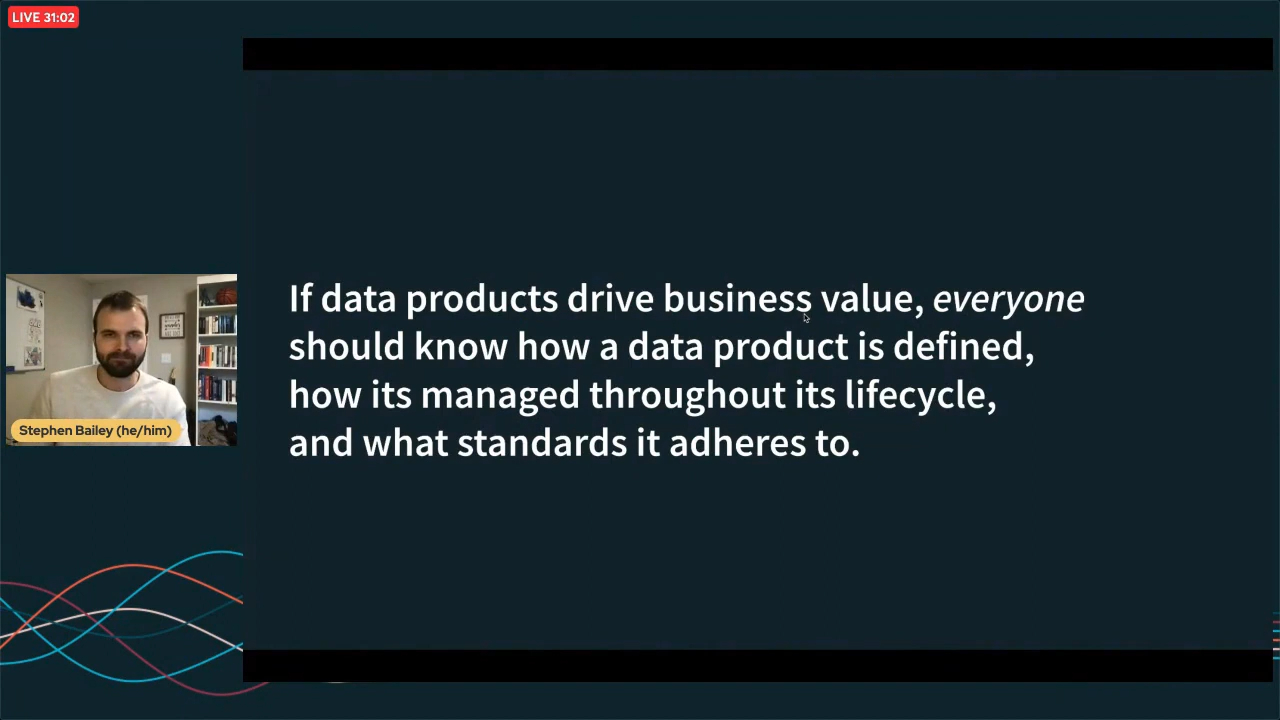 LIVE 31:02
If data products drive business value, everyone
should know how a data product is defined,
how its managed throughout its lifecycle,
and what standards it adheres to.
Stephen Bailey (he/him)